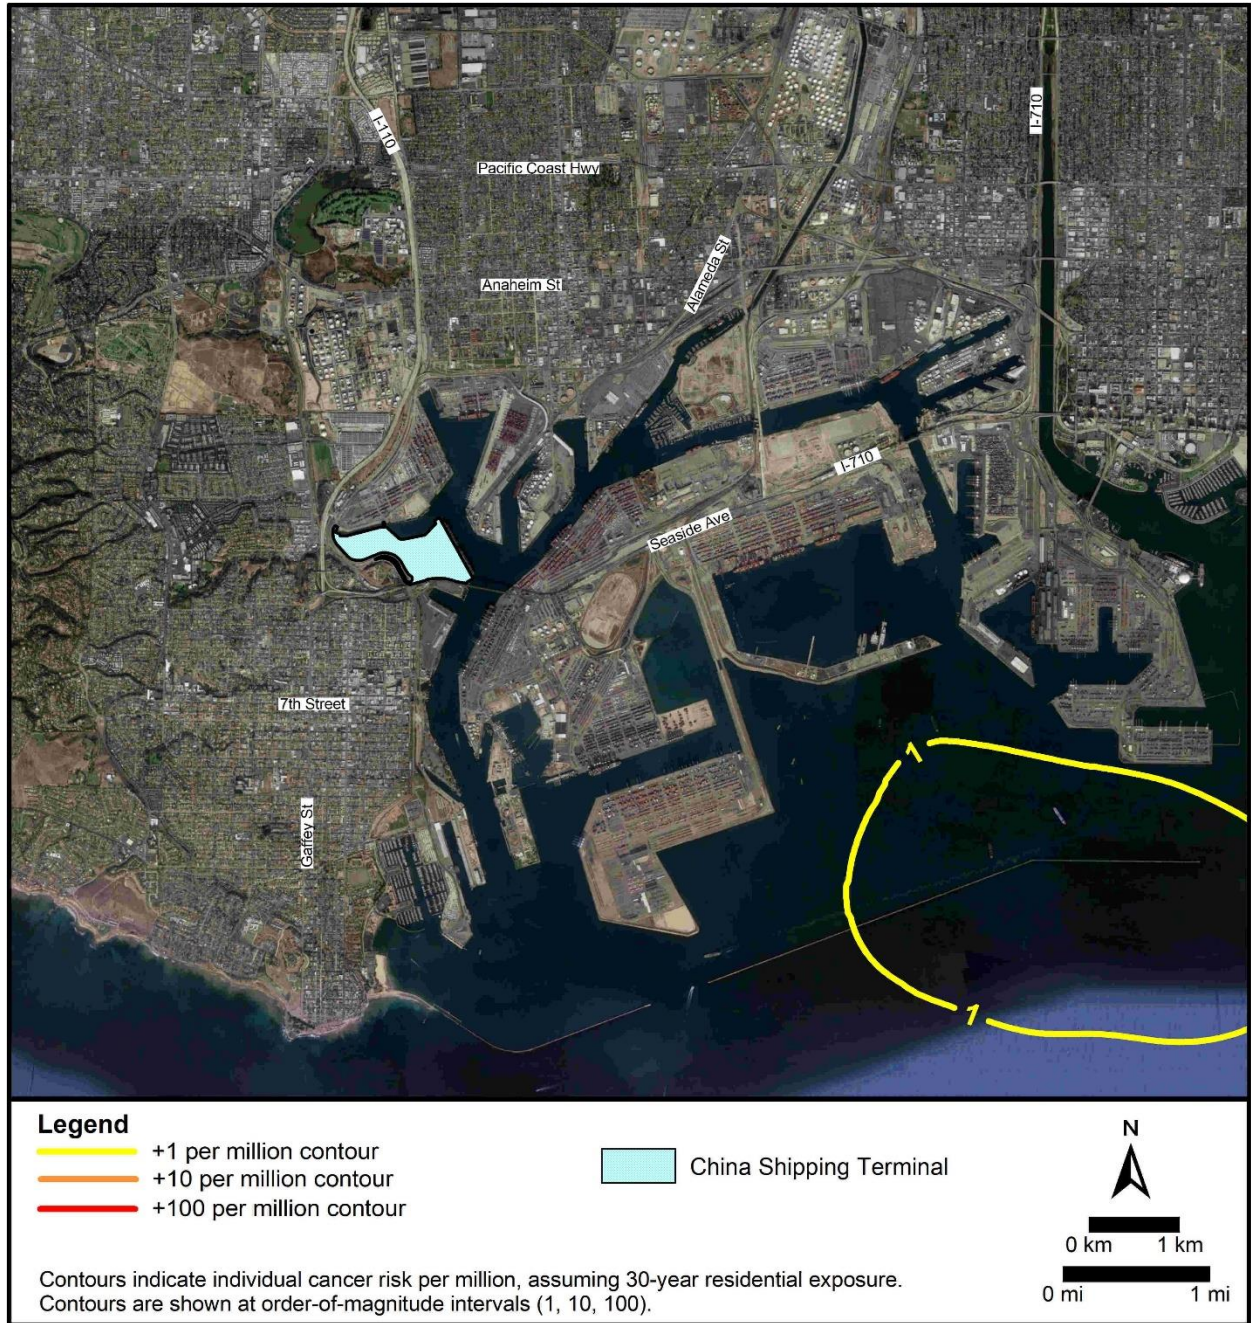 I-110
I-710
Pacific Coast Hwy
Anaheim St
Alameda St
I-710
Seaside Ave
7th Street
Gaffey St
1
1
Legend
+1 per million contour
+10 per million contour
+100 per million contour
China Shipping Terminal
N
0 km 1 km
0 mi 1 mi
Contours indicate individual cancer risk per million, assuming 30-year residential exposure.
Contours are shown at order-of-magnitude intervals (1, 10, 100).